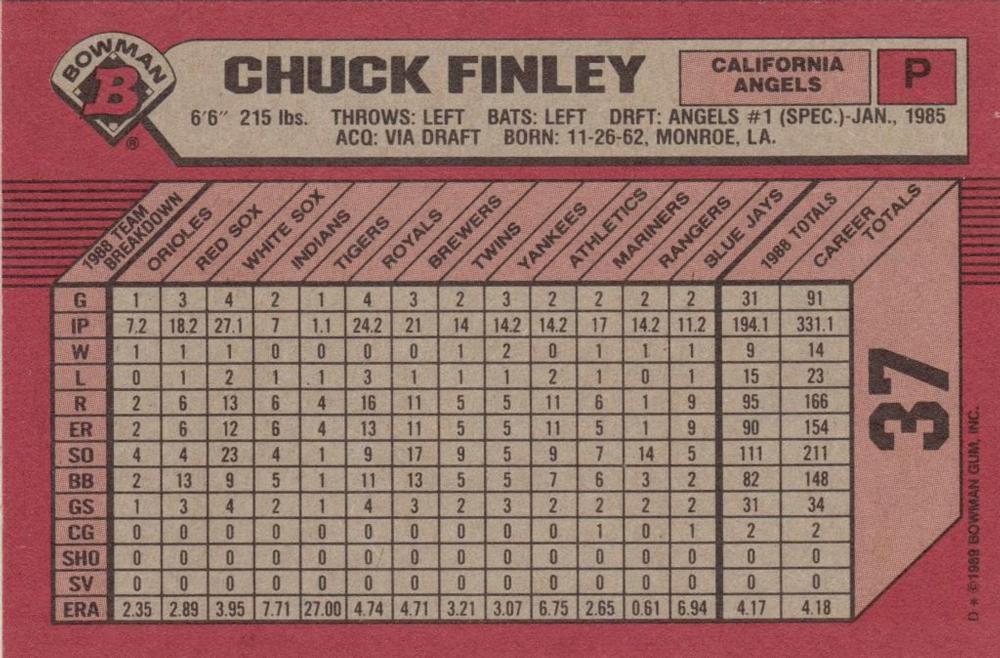 BOWMAN
B
®
CHUCK FINLEY
CALIFORNIA ANGELS
P
6'6" 215 lbs. THROWS: LEFT BATS: LEFT DRFT: ANGELS #1 (SPEC.)-JAN., 1985
ACQ: VIA DRAFT BORN: 11-26-62, MONROE, LA.
1988 TEAM BREAKDOWN ORIOLES RED SOX WHITE SOX INDIANS TIGERS ROYALS BREWERS TWINS YANKEES ATHLETICS MARINERS RANGERS BLUE JAYS 1988 TOTALS CAREER TOTALS
G 1 3 4 2 1 4 3 2 3 2 2 2 2 31 91
IP 7.2 18.2 27.1 7 1.1 24.2 21 14 14.2 14.2 17 14.2 11.2 194.1 331.1
W 1 1 1 0 0 0 0 1 2 0 1 1 1 9 14
L 0 1 2 1 1 3 1 1 1 2 1 0 1 15 23
R 2 6 13 6 4 16 11 5 5 11 6 1 9 95 166
ER 2 6 12 6 4 13 11 5 5 11 5 1 9 90 154
SO 4 4 23 4 1 9 17 9 5 9 7 14 5 111 211
BB 2 13 9 5 1 11 13 5 5 7 6 3 2 82 148
GS 1 3 4 2 1 4 3 2 3 2 2 2 2 31 34
CG 0 0 0 0 0 0 0 0 0 0 1 0 1 2 2
SHO 0 0 0 0 0 0 0 0 0 0 0 0 0 0 0
SV 0 0 0 0 0 0 0 0 0 0 0 0 0 0 0
ERA 2.35 2.89 3.95 7.71 27.00 4.74 4.71 3.21 3.07 6.75 2.65 0.61 6.94 4.17 4.18
37
D * ©1989 BOWMAN GUM, INC.